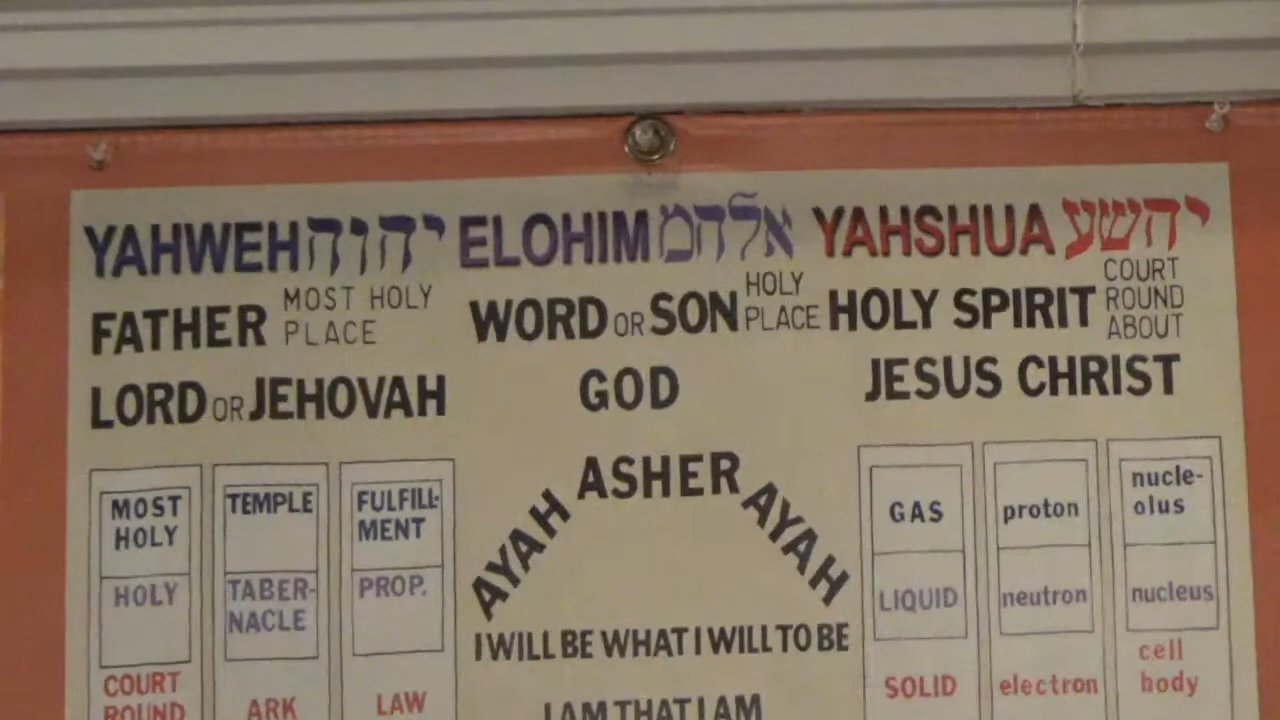 YAHWEH יהוה ELOHIM אלהמ YAHSHUA יהשע
FATHER MOST HOLY PLACE WORD OR SON HOLY PLACE HOLY SPIRIT COURT ROUND ABOUT
LORD OR JEHOVAH GOD JESUS CHRIST
AYAH ASHER AYAH
I WILL BE WHAT I WILL TO BE
I AM THAT I AM
MOST HOLY
HOLY
COURT ROUND
TEMPLE
TABER-
NACLE
ARK
FULFILL-
MENT
PROP.
LAW
GAS
LIQUID
SOLID
proton
neutron
electron
nucle-
olus
nucleus
cell
body